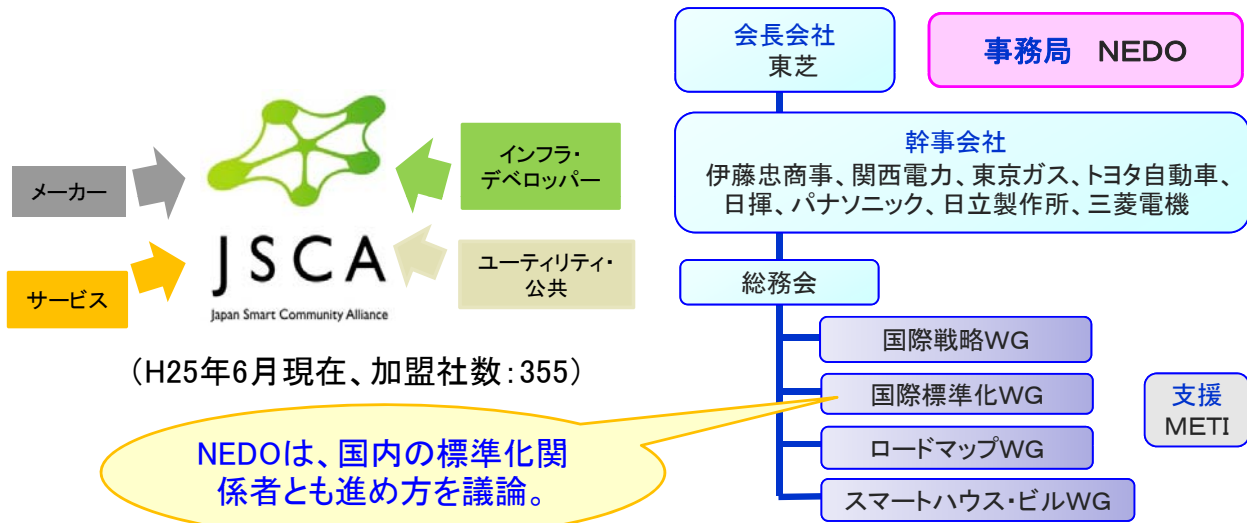 メーカー
サービス
インフラ・
デベロッパー
ユーティリティ・
公共
JSCA
Japan Smart Community Alliance
（H25年6月現在、加盟社数：355）
NEDOは、国内の標準化関
係者とも進め方を議論。
会長会社
東芝
事務局　NEDO
幹事会社
伊藤忠商事、関西電力、東京ガス、トヨタ自動車、
日揮、パナソニック、日立製作所、三菱電機
総務会
国際戦略WG
国際標準化WG
ロードマップWG
スマートハウス・ビルWG
支援
METI